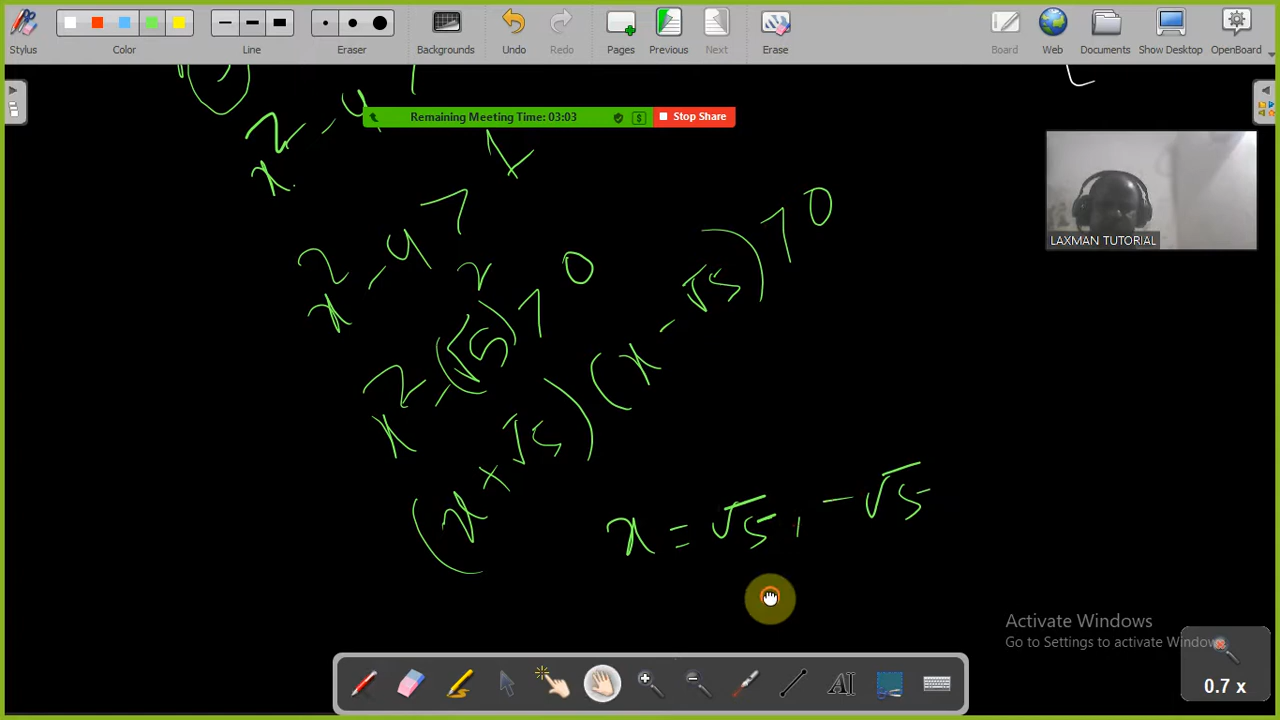 Stylus Color Line Eraser Backgrounds Undo Redo Pages Previous Next Erase Board Web Documents Show Desktop OpenBoard
Remaining Meeting Time: 03:03 $ Stop Share
x² - 4 >
x² - 4 >
x² - (√5)² > 0
(x + √5)(x - √5) > 0
x = √5, -√5
LAXMAN TUTORIAL
Activate Windows
Go to Settings to activate Windows
0.7 x